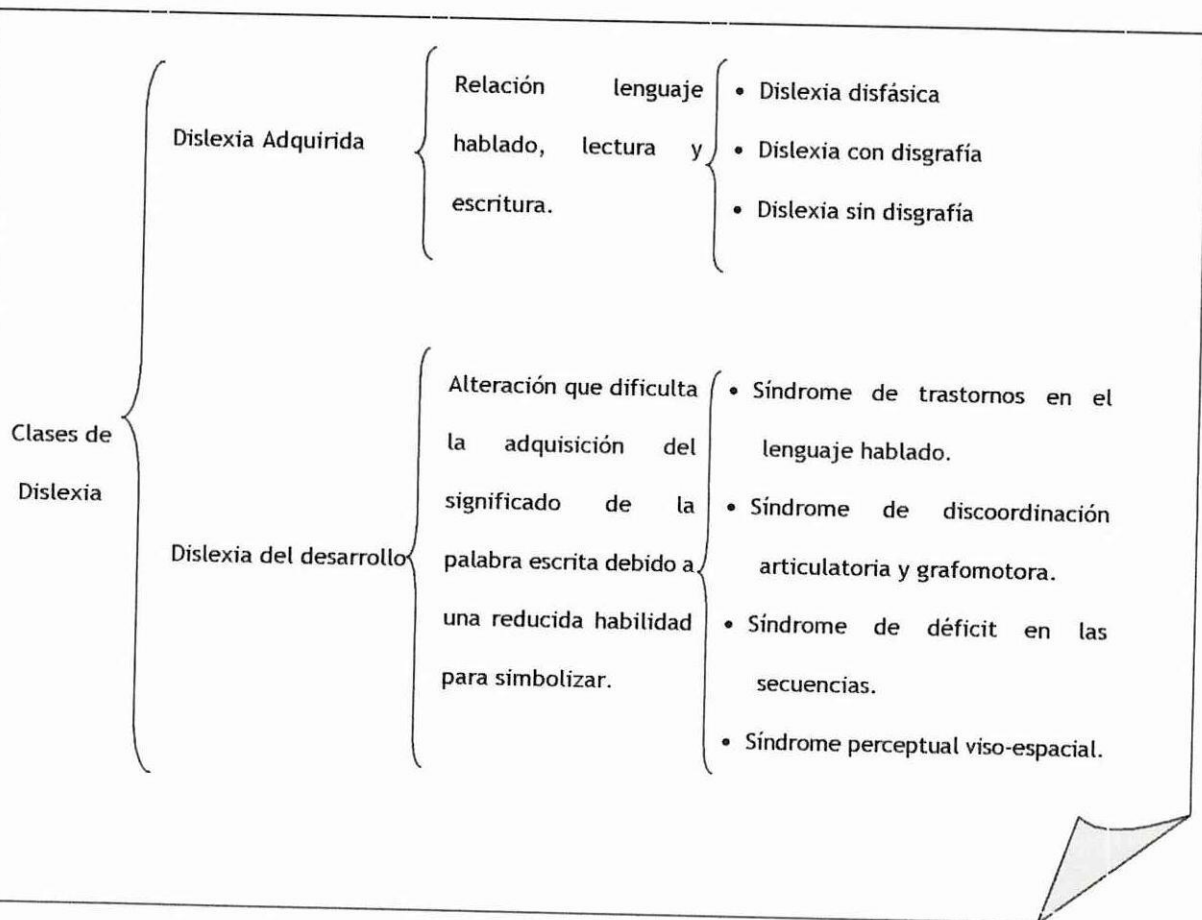 Clases de
Dislexia
Dislexia Adquirida
Relación lenguaje
hablado, lectura y
escritura.
• Dislexia disfásica
• Dislexia con disgrafía
• Dislexia sin disgrafía
Dislexia del desarrollo
Alteración que dificulta
la adquisición del
significado de la
palabra escrita debido a
una reducida habilidad
para simbolizar.
• Síndrome de trastornos en el
lenguaje hablado.
• Síndrome de discoordinación
articulatoria y grafomotora.
• Síndrome de déficit en las
secuencias.
• Síndrome perceptual viso-espacial.